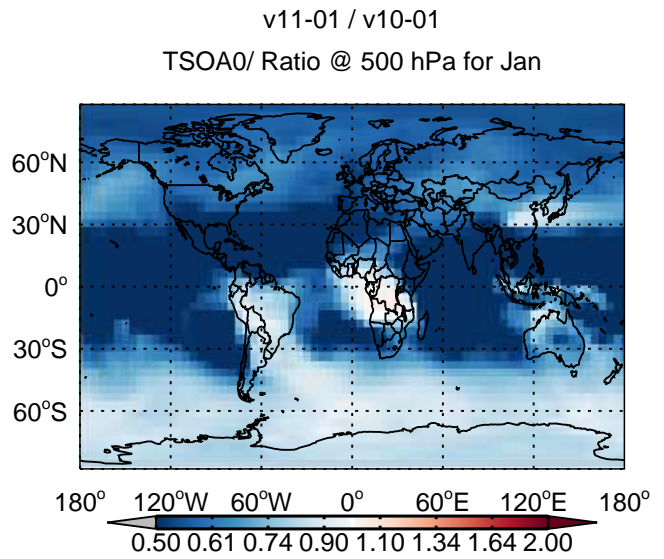 v11-01 / v10-01
TSOA0/ Ratio @ 500 hPa for Jan
60°N
30°N
0°
30°S
60°S
180° 120°W 60°W 0° 60°E 120°E 180°
0.50 0.61 0.74 0.90 1.10 1.34 1.64 2.00